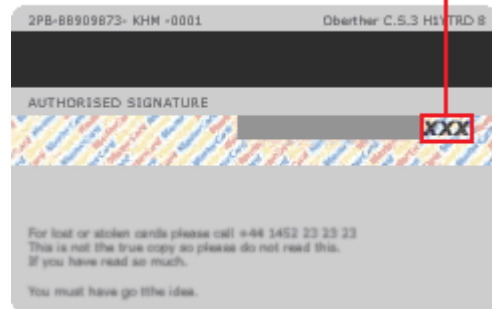 2PB-88909873- KHM -0001 Oberther C.S.3 H1YTRD 8
AUTHORISED SIGNATURE
XXX
For lost or stolen cards please call +44 1452 23 23 23
This is not the true copy so please do not read this.
If you have read so much.
You must have go tthe idea.